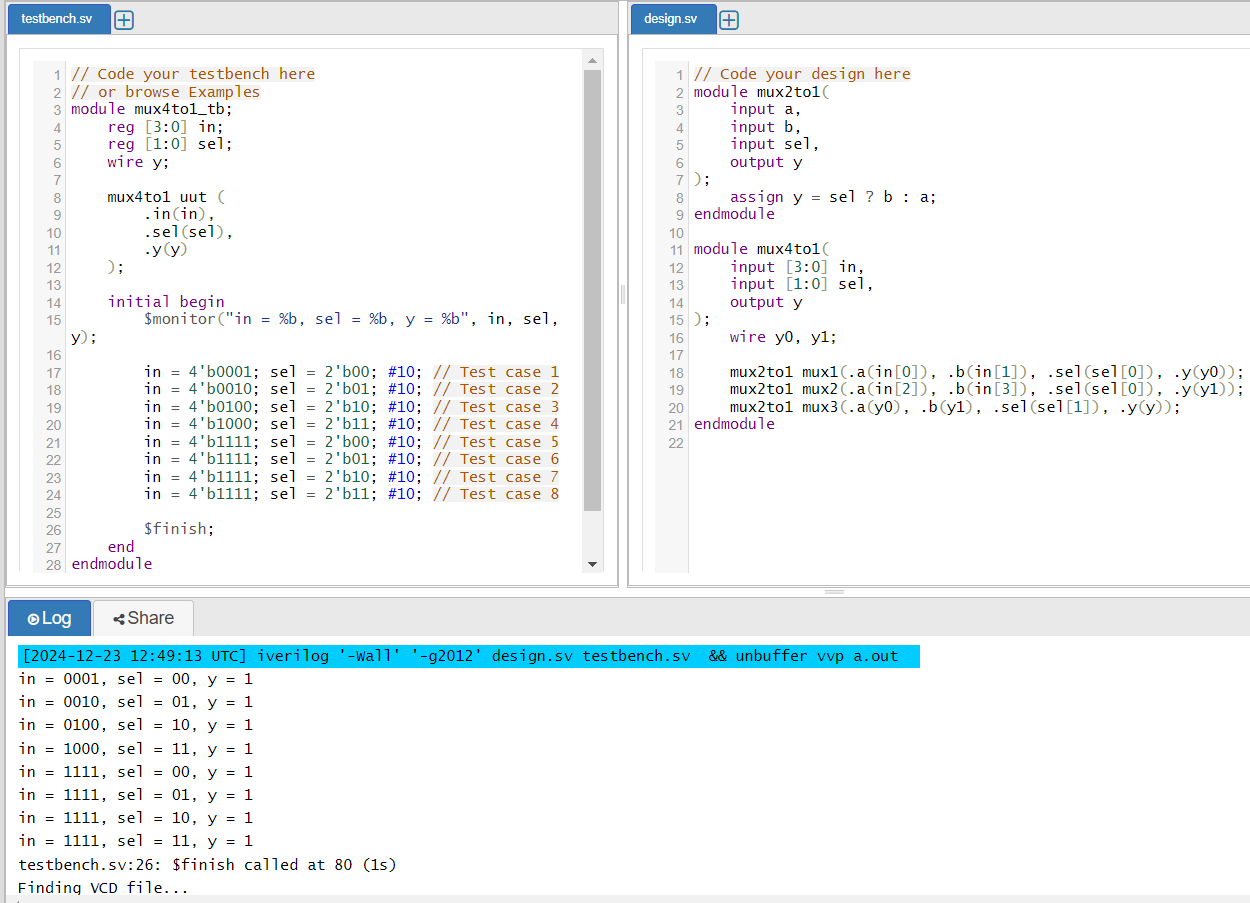 testbench.sv
1 // Code your testbench here
2 // or browse Examples
3 module mux4to1_tb;
4 reg [3:0] in;
5 reg [1:0] sel;
6 wire y;
7
8 mux4to1 uut (
9 .in(in),
10 .sel(sel),
11 .y(y)
12 );
13
14 initial begin
15 $monitor("in = %b, sel = %b, y = %b", in, sel,
y);
16
17 in = 4'b0001; sel = 2'b00; #10; // Test case 1
18 in = 4'b0010; sel = 2'b01; #10; // Test case 2
19 in = 4'b0100; sel = 2'b10; #10; // Test case 3
20 in = 4'b1000; sel = 2'b11; #10; // Test case 4
21 in = 4'b1111; sel = 2'b00; #10; // Test case 5
22 in = 4'b1111; sel = 2'b01; #10; // Test case 6
23 in = 4'b1111; sel = 2'b10; #10; // Test case 7
24 in = 4'b1111; sel = 2'b11; #10; // Test case 8
25
26 $finish;
27 end
28 endmodule
design.sv
1 // Code your design here
2 module mux2to1(
3 input a,
4 input b,
5 input sel,
6 output y
7 );
8 assign y = sel ? b : a;
9 endmodule
10
11 module mux4to1(
12 input [3:0] in,
13 input [1:0] sel,
14 output y
15 );
16 wire y0, y1;
17
18 mux2to1 mux1(.a(in[0]), .b(in[1]), .sel(sel[0]), .y(y0));
19 mux2to1 mux2(.a(in[2]), .b(in[3]), .sel(sel[0]), .y(y1));
20 mux2to1 mux3(.a(y0), .b(y1), .sel(sel[1]), .y(y));
21 endmodule
22
Log
Share
[2024-12-23 12:49:13 UTC] iverilog '-Wall' '-g2012' design.sv testbench.sv && unbuffer vvp a.out
in = 0001, sel = 00, y = 1
in = 0010, sel = 01, y = 1
in = 0100, sel = 10, y = 1
in = 1000, sel = 11, y = 1
in = 1111, sel = 00, y = 1
in = 1111, sel = 01, y = 1
in = 1111, sel = 10, y = 1
in = 1111, sel = 11, y = 1
testbench.sv:26: $finish called at 80 (1s)
Finding VCD file...